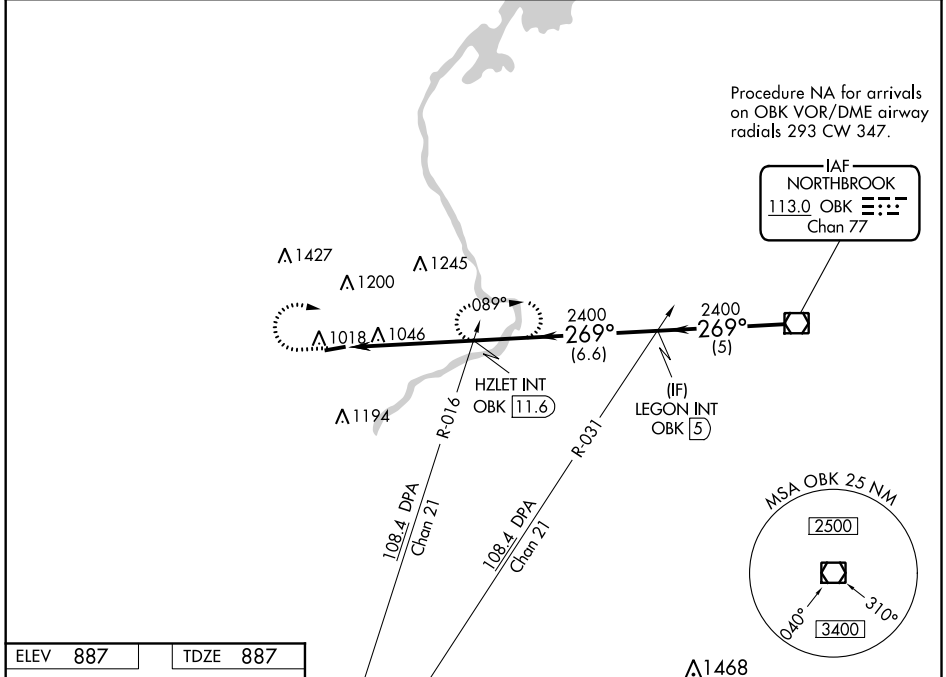 Procedure NA for arrivals
on OBK VOR/DME airway
radials 293 CW 347.
IAF
NORTHBROOK
113.0 OBK
Chan 77
1427
1200
1245
1018
1046
089°
2400
269°
(6.6)
2400
269°
(5)
HZLET INT
OBK 11.6
(IF)
LEGON INT
OBK 5
1194
R-016
R-031
108.4 DPA
Chan 21
108.4 DPA
Chan 21
MSA OBK 25 NM
2500
040°
310°
3400
ELEV 887
TDZE 887
1468